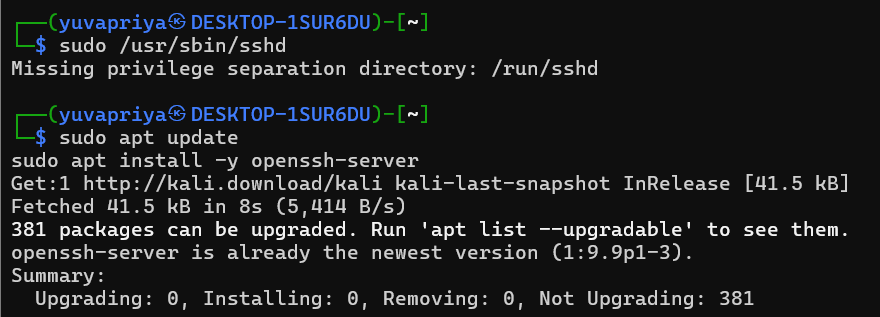 ┌──(yuvapriya㉿DESKTOP-1SUR6DU)-[~]
└─$ sudo /usr/sbin/sshd
Missing privilege separation directory: /run/sshd
┌──(yuvapriya㉿DESKTOP-1SUR6DU)-[~]
└─$ sudo apt update
sudo apt install -y openssh-server
Get:1 http://kali.download/kali kali-last-snapshot InRelease [41.5 kB]
Fetched 41.5 kB in 8s (5,414 B/s)
381 packages can be upgraded. Run 'apt list --upgradable' to see them.
openssh-server is already the newest version (1:9.9p1-3).
Summary:
  Upgrading: 0, Installing: 0, Removing: 0, Not Upgrading: 381